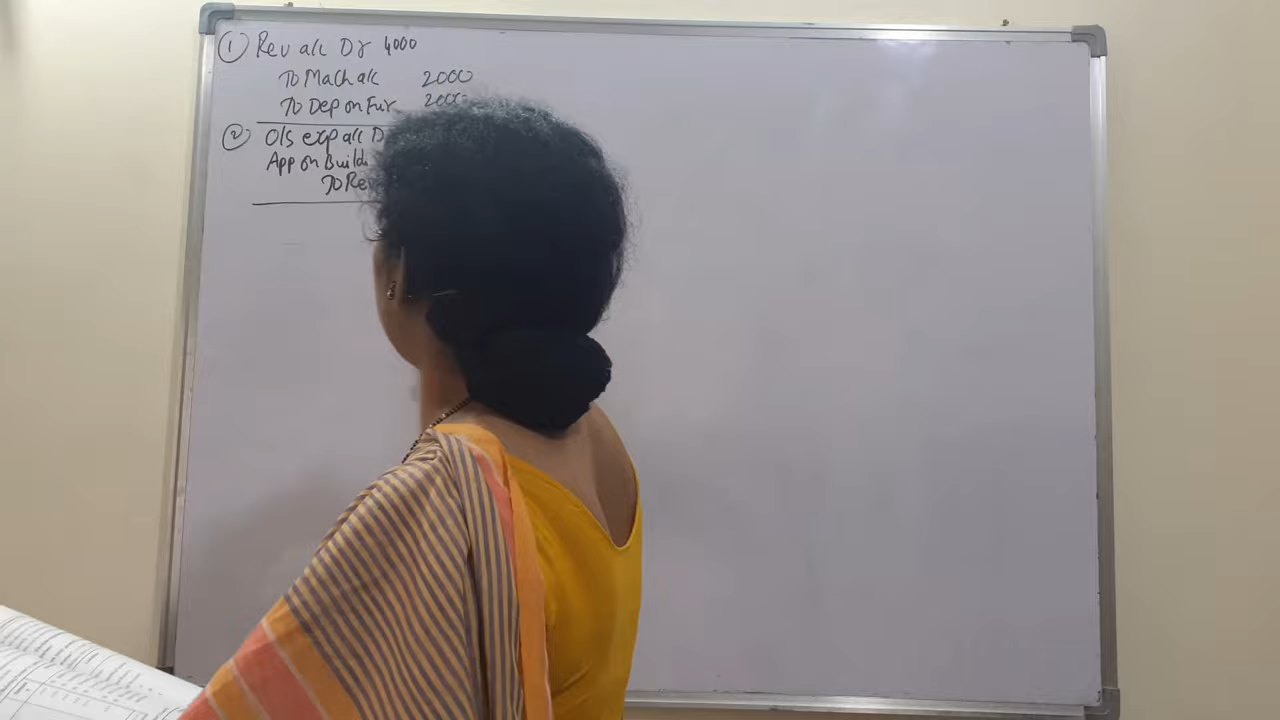 ① Rev a/c Dr 4000
To Mach a/c 2000
To Dep on Fur 2000
② O/s exp a/c D
App on Build
To Rev